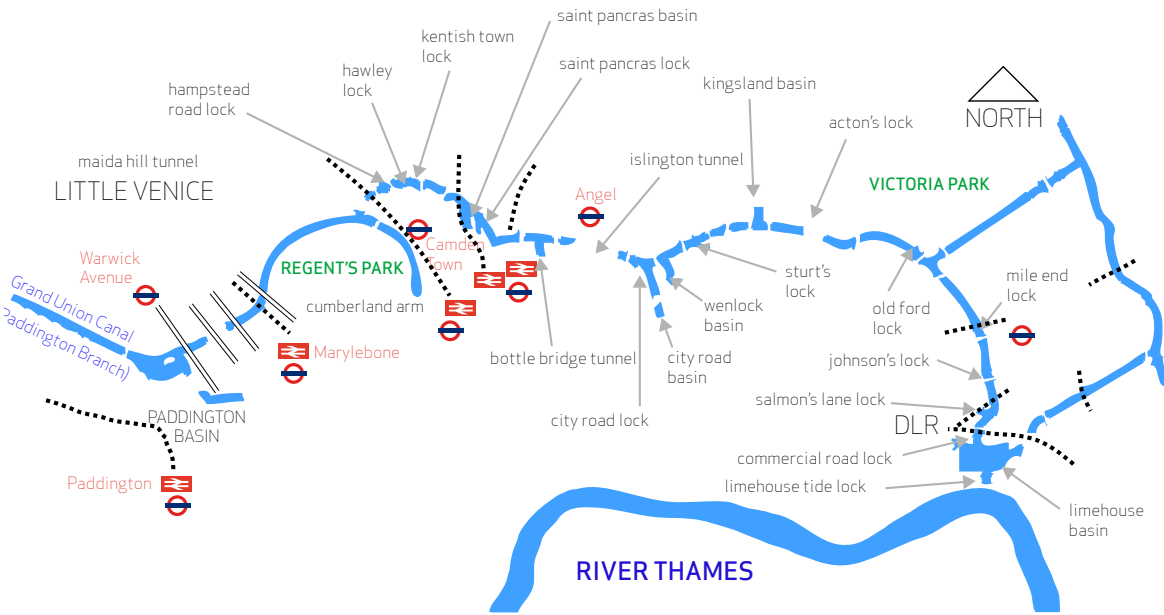 saint pancras basin
kentish town
lock
hawley
lock
saint pancras lock
hampstead
road lock
kingsland basin
NORTH
acton's lock
maida hill tunnel
islington tunnel
LITTLE VENICE
VICTORIA PARK
Angel
Warwick
Avenue
Camden
Town
REGENT'S PARK
Grand Union Canal
Paddington Branch)
cumberland arm
sturt's
lock
mile end
lock
wenlock
basin
old ford
lock
Marylebone
bottle bridge tunnel
city road
basin
johnson's lock
PADDINGTON
BASIN
city road lock
salmon's lane lock
DLR
commercial road lock
Paddington
limehouse tide lock
limehouse
basin
RIVER THAMES